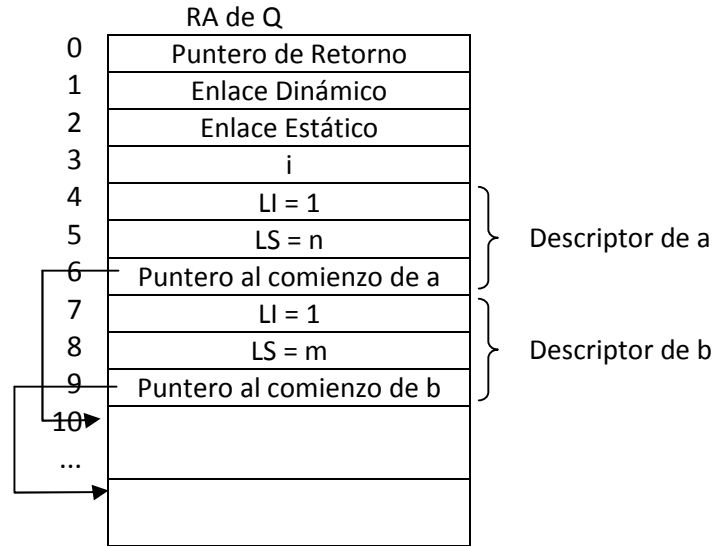 RA de Q
0 Puntero de Retorno
1 Enlace Dinámico
2 Enlace Estático
3 i
4 LI = 1
5 LS = n Descriptor de a
6 Puntero al comienzo de a
7 LI = 1
8 LS = m Descriptor de b
9 Puntero al comienzo de b
10
...